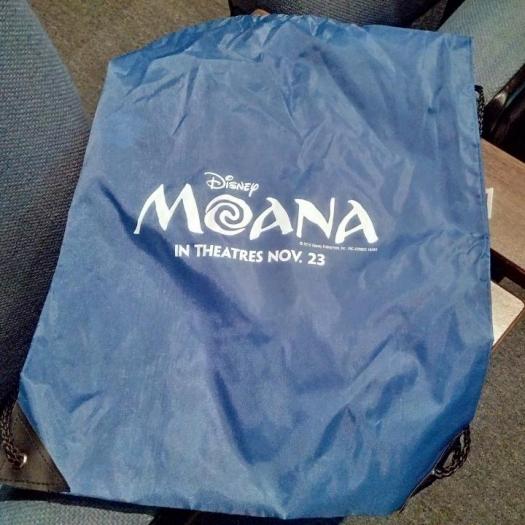 Disney
MOANA
IN THEATRES NOV. 23